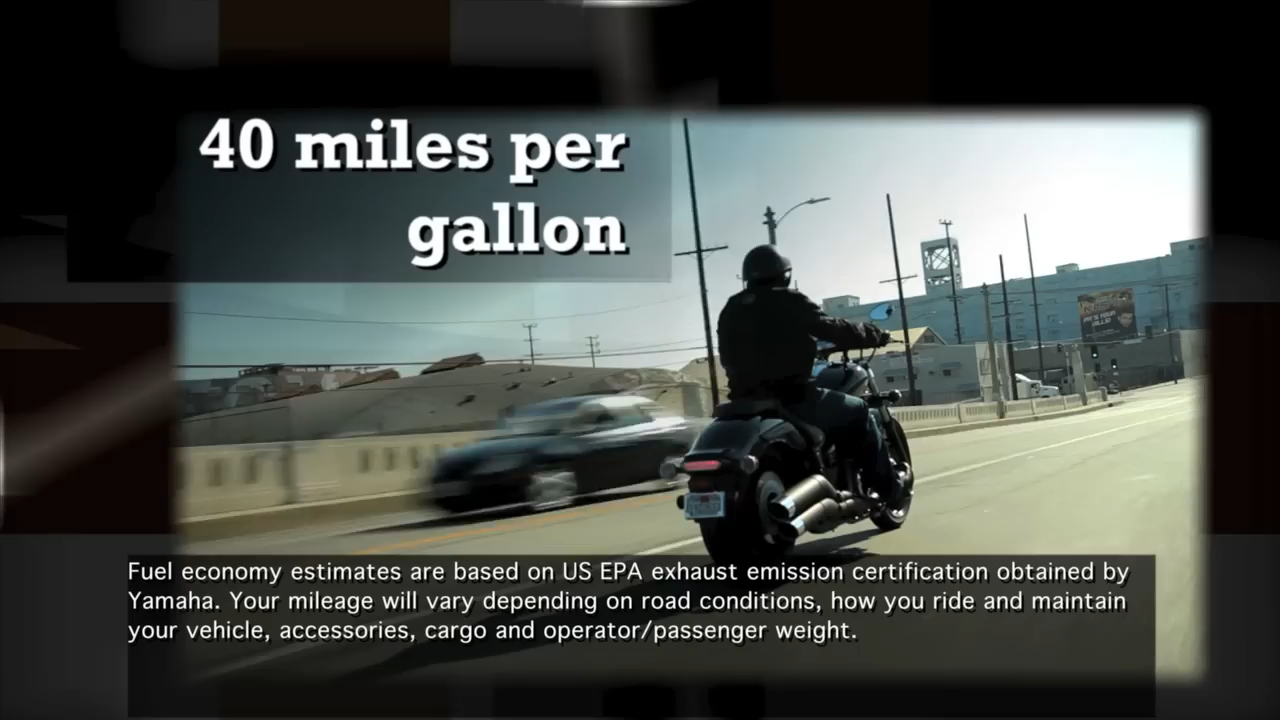 40 miles per
gallon
Fuel economy estimates are based on US EPA exhaust emission certification obtained by
Yamaha. Your mileage will vary depending on road conditions, how you ride and maintain
your vehicle, accessories, cargo and operator/passenger weight.